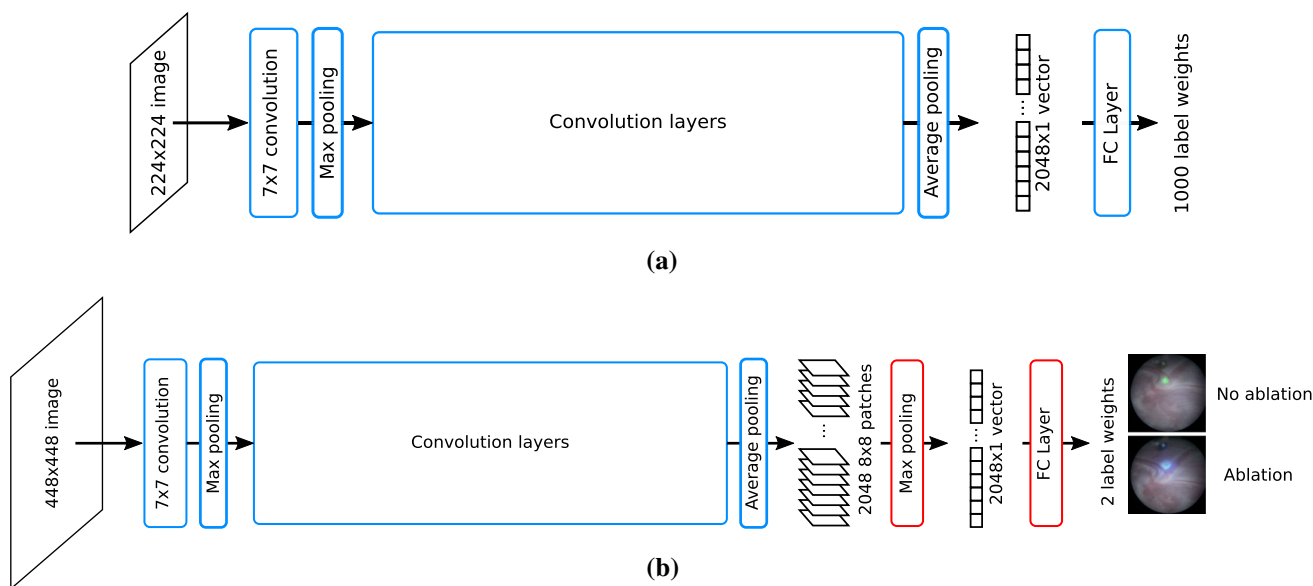 224x224 image
7x7 convolution
Max pooling
Convolution layers
Average pooling
...
2048x1 vector
FC Layer
1000 label weights
(a)
448x448 image
7x7 convolution
Max pooling
Convolution layers
Average pooling
...
2048 8x8 patches
Max pooling
...
2048x1 vector
FC Layer
2 label weights
No ablation
Ablation
(b)